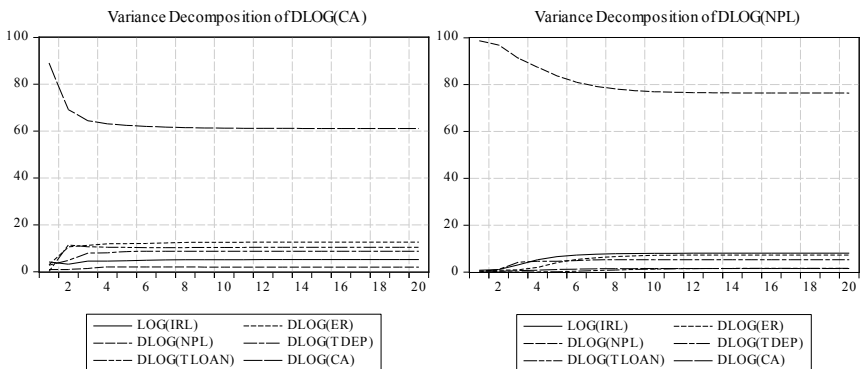 Variance Decomposition of DLOG(CA)
100
80
60
40
20
0
2 4 6 8 10 12 14 16 18 20
LOG(IRL) DLOG(ER)
DLOG(NPL) DLOG(TDEP)
DLOG(TLOAN) DLOG(CA)
Variance Decomposition of DLOG(NPL)
100
80
60
40
20
0
2 4 6 8 10 12 14 16 18 20
LOG(IRL) DLOG(ER)
DLOG(NPL) DLOG(TDEP)
DLOG(TLOAN) DLOG(CA)